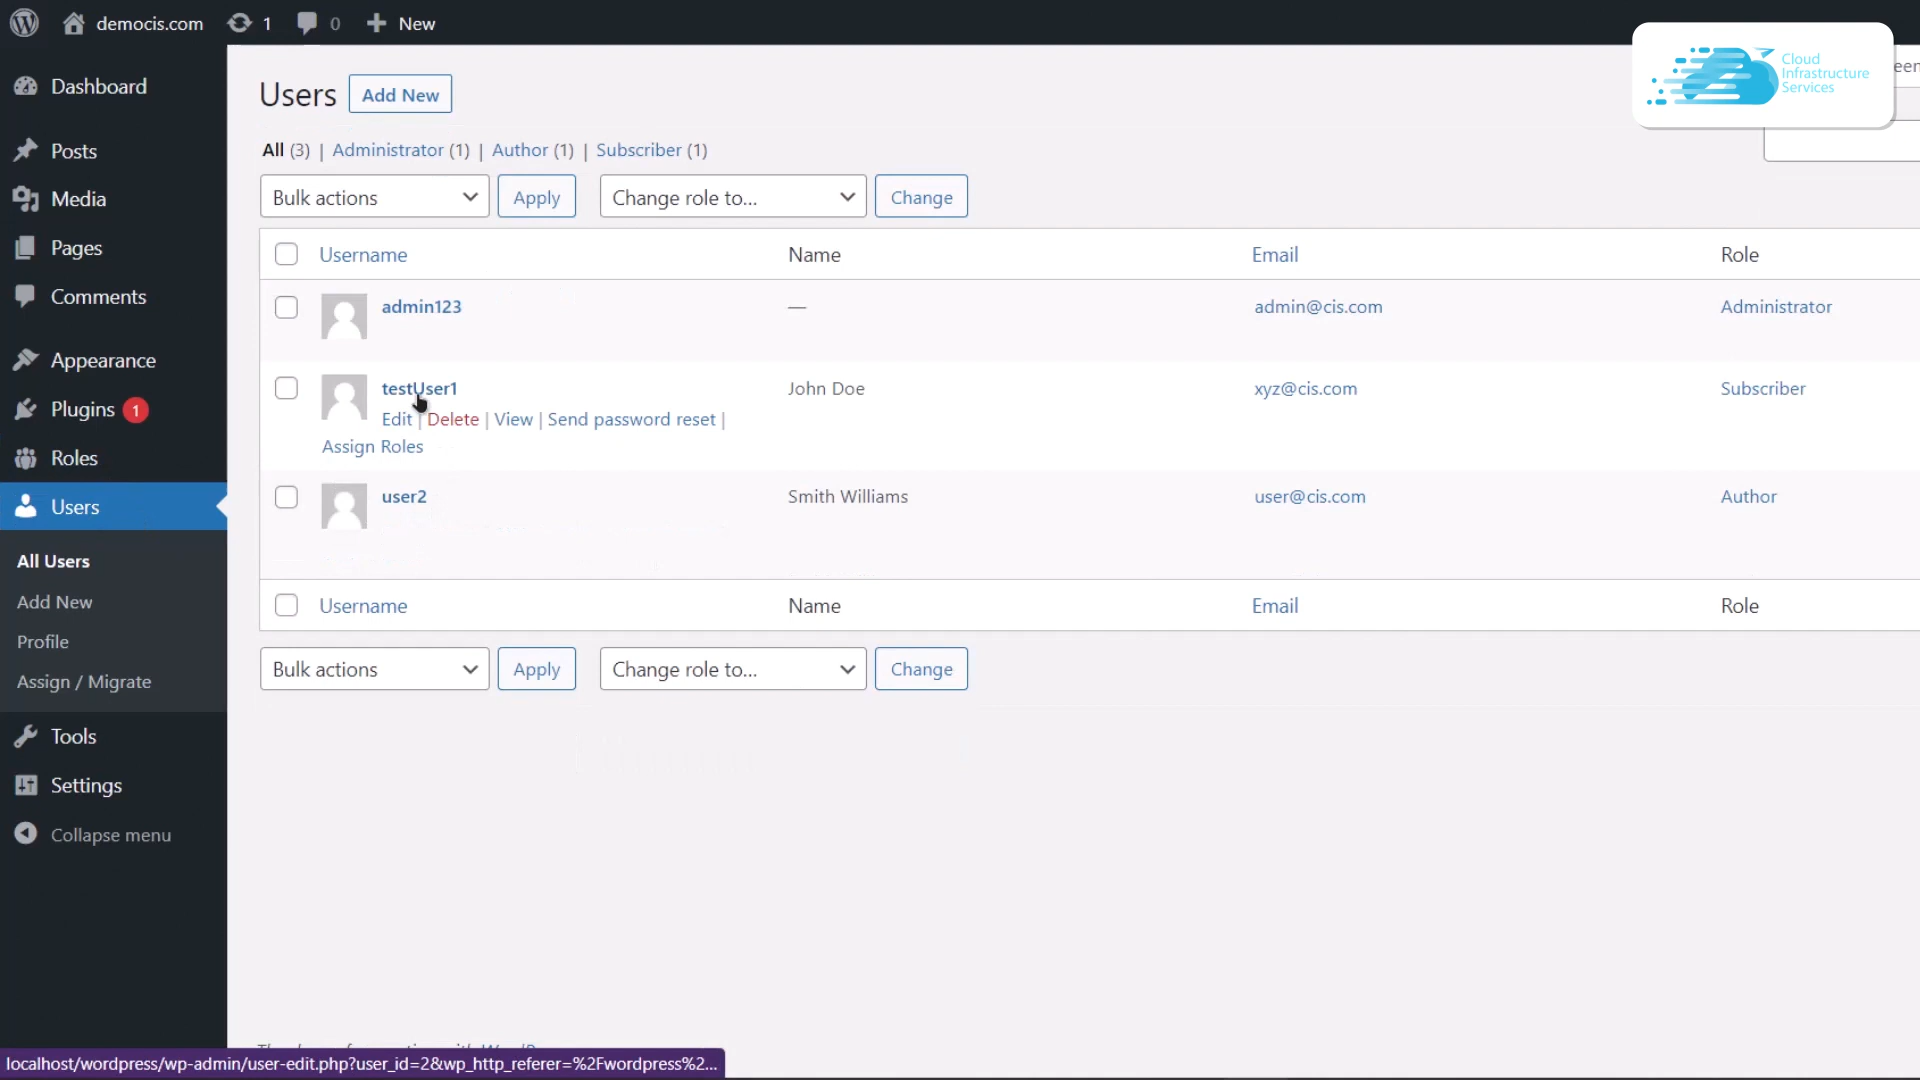 democis.com 1 0 New
Cloud
Infrastructure
Services
Dashboard
Posts
Media
Pages
Comments
Appearance
Plugins 1
Roles
Users
All Users
Add New
Profile
Assign / Migrate
Tools
Settings
Collapse menu
Users Add New
All (3) | Administrator (1) | Author (1) | Subscriber (1)
Bulk actions Apply Change role to... Change
Username Name Email Role
admin123 — admin@cis.com Administrator
testUser1 John Doe xyz@cis.com Subscriber
Edit | Delete | View | Send password reset |
Assign Roles
user2 Smith Williams user@cis.com Author
Username Name Email Role
Bulk actions Apply Change role to... Change
localhost/wordpress/wp-admin/user-edit.php?user_id=2&wp_http_referer=%2Fwordpress%2...